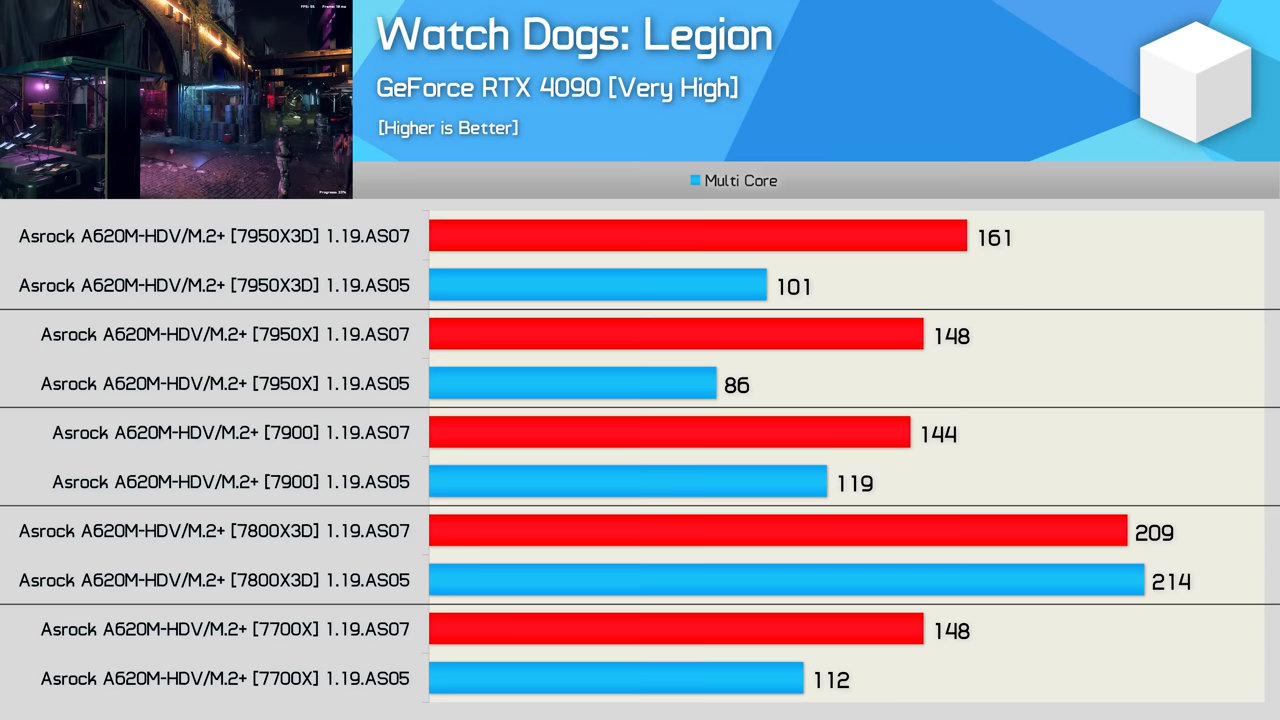 FPS: 95 Frame: 10 ms
Watch Dogs: Legion
GeForce RTX 4090 [Very High]
[Higher is Better]
Multi Core
Asrock A620M-HDV/M.2+ [7950X3D] 1.19.AS07 161
Asrock A620M-HDV/M.2+ [7950X3D] 1.19.AS05 101
Asrock A620M-HDV/M.2+ [7950X] 1.19.AS07 148
Asrock A620M-HDV/M.2+ [7950X] 1.19.AS05 86
Asrock A620M-HDV/M.2+ [7900] 1.19.AS07 144
Asrock A620M-HDV/M.2+ [7900] 1.19.AS05 119
Asrock A620M-HDV/M.2+ [7800X3D] 1.19.AS07 209
Asrock A620M-HDV/M.2+ [7800X3D] 1.19.AS05 214
Asrock A620M-HDV/M.2+ [7700X] 1.19.AS07 148
Asrock A620M-HDV/M.2+ [7700X] 1.19.AS05 112